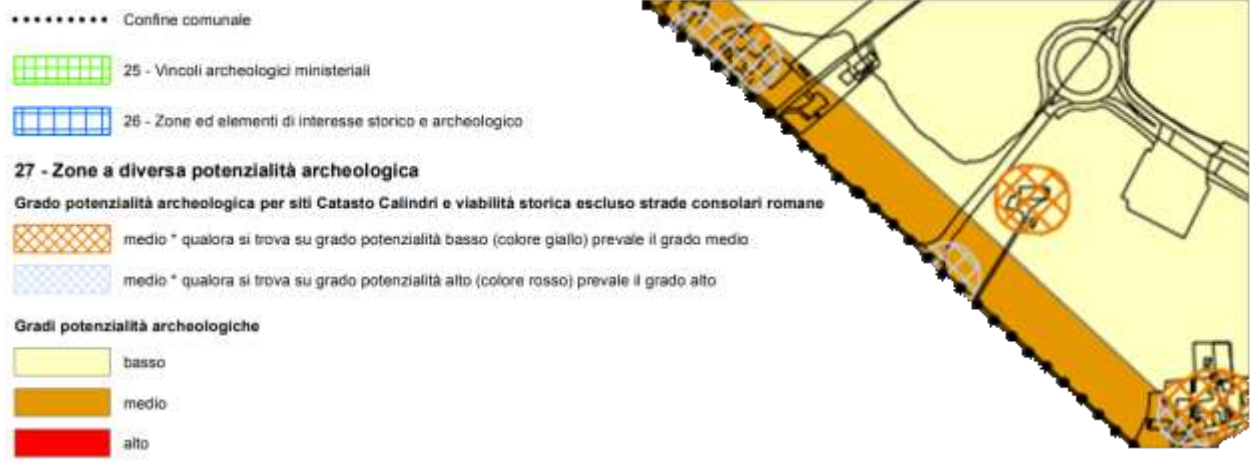 Confine comunale
25 - Vincoli archeologici ministeriali
26 - Zone ed elementi di interesse storico e archeologico
27 - Zone a diversa potenzialità archeologica
Grado potenzialità archeologica per siti Catasto Calindri e viabilità storica escluso strade consolari romane
medio * qualora si trova su grado potenzialità basso (colore giallo) prevale il grado medio
medio * qualora si trova su grado potenzialità alto (colore rosso) prevale il grado alto
Gradi potenzialità archeologiche
basso
medio
alto